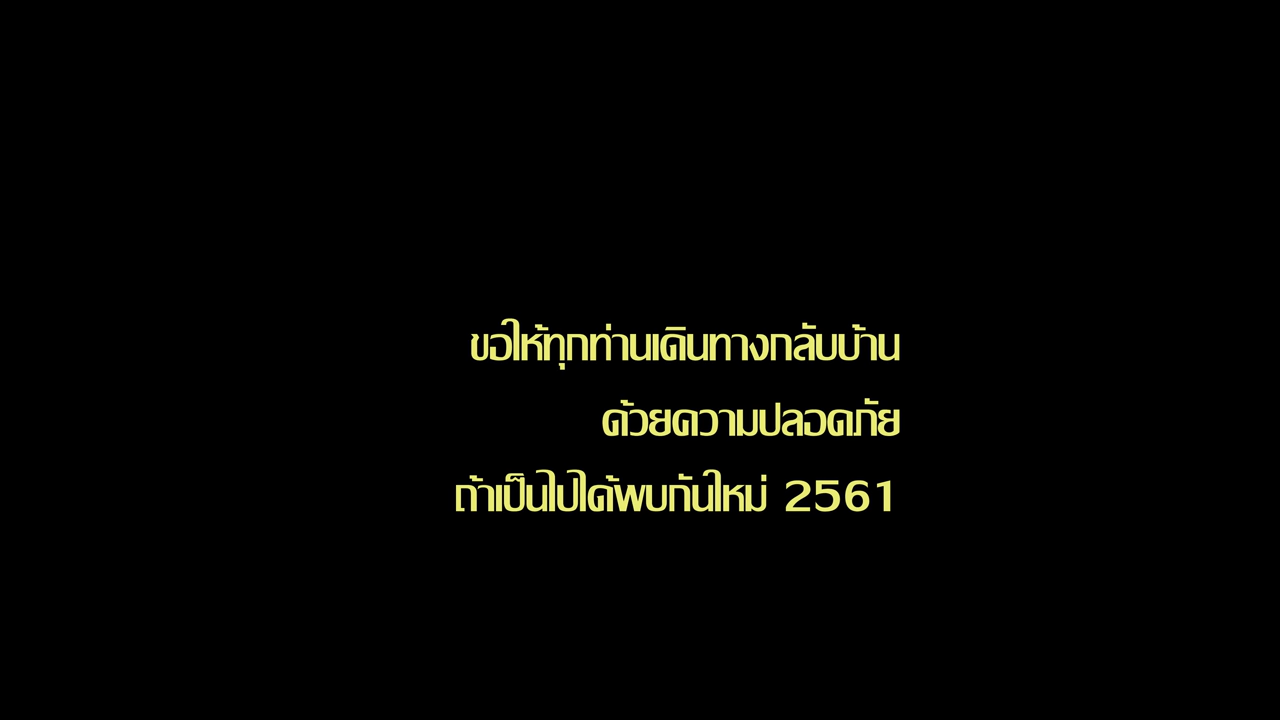 ขอให้ทุกท่านเดินทางกลับบ้าน
ด้วยความปลอดภัย
ถ้าเป็นไปได้พบกันใหม่ 2561